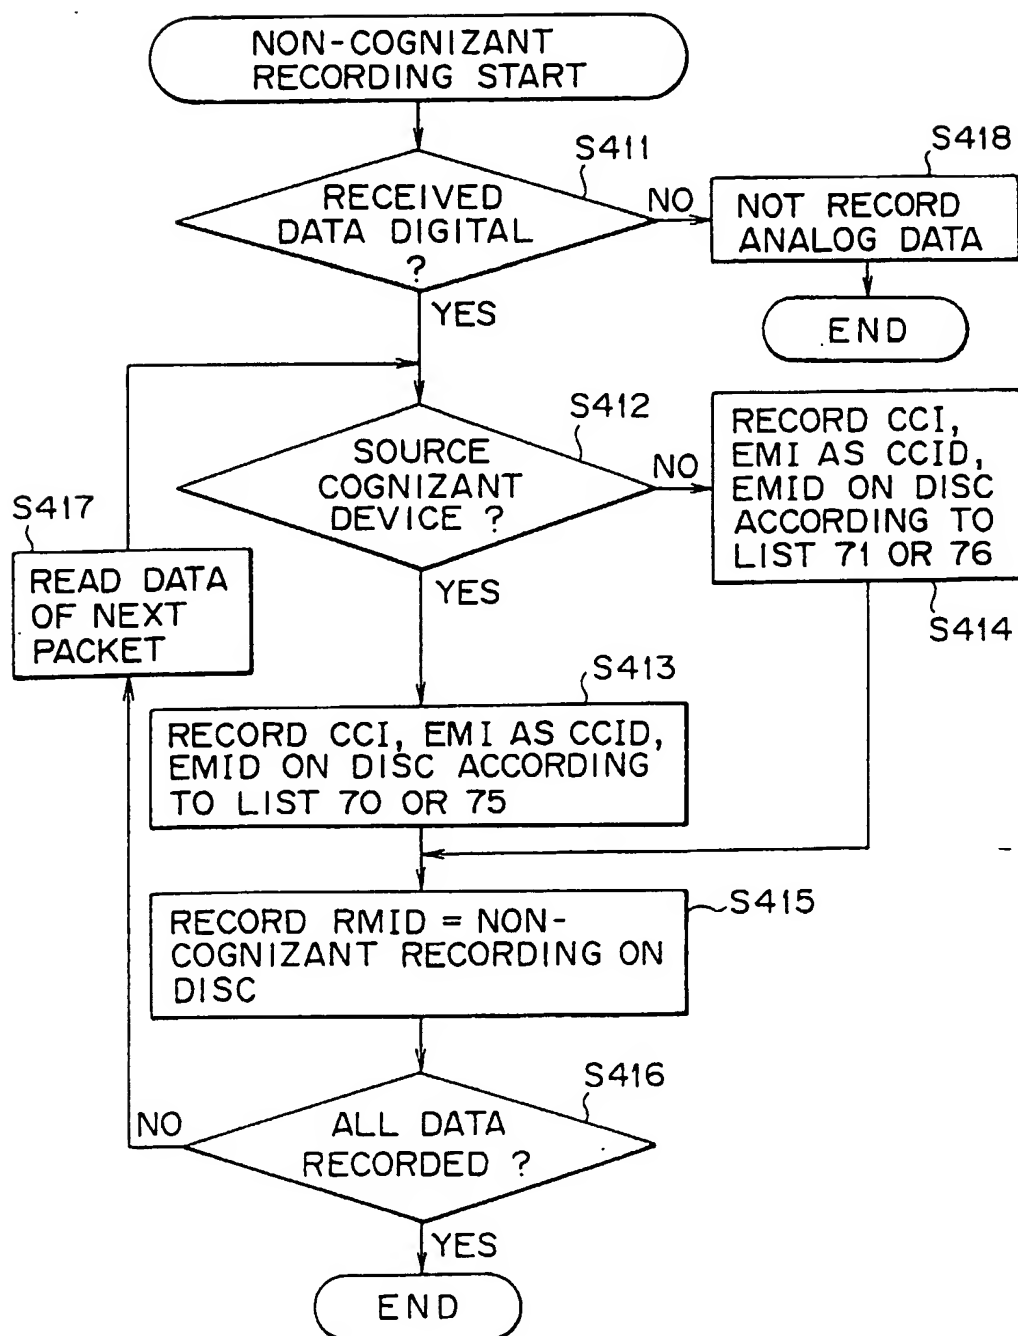 NON-COGNIZANT
RECORDING START
S411
RECEIVED
DATA DIGITAL
?
NO
S418
NOT RECORD
ANALOG DATA
END
YES
S412
SOURCE
COGNIZANT
DEVICE ?
NO
RECORD CCI,
EMI AS CCID,
EMID ON DISC
ACCORDING TO
LIST 71 OR 76
S414
S417
READ DATA
OF NEXT
PACKET
YES
S413
RECORD CCI, EMI AS CCID,
EMID ON DISC ACCORDING
TO LIST 70 OR 75
S415
RECORD RMID = NON-
COGNIZANT RECORDING ON
DISC
S416
ALL DATA
RECORDED ?
NO
YES
END